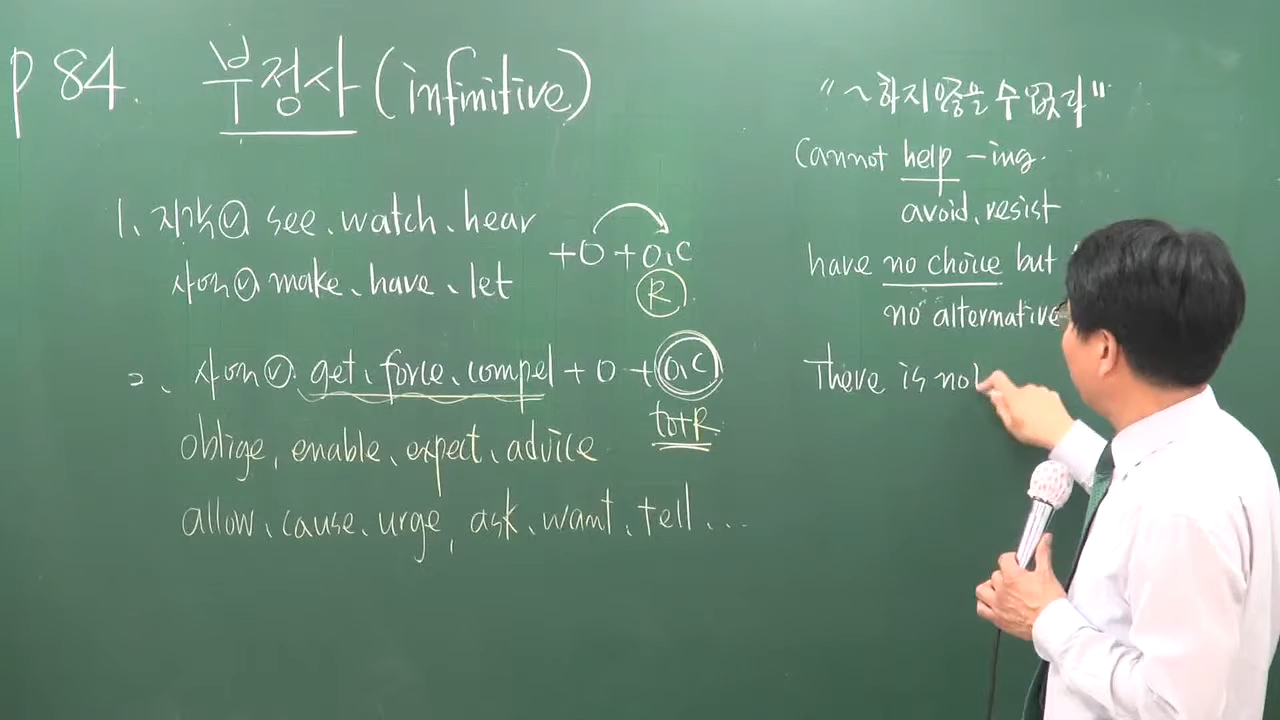 p 84. 부정사 (infinitive)
1. 지각ⓥ see. watch. hear
사역ⓥ make. have. let
+O+O.C
R
2. 사역ⓥ. get. force. compel + O + O.C
to+R
oblige, enable. expect. advice
allow. cause. urge, ask. want. tell. ...
"~하지 않을 수 없다"
Cannot help -ing.
avoid. resist
have no choice but
no alternative
There is no